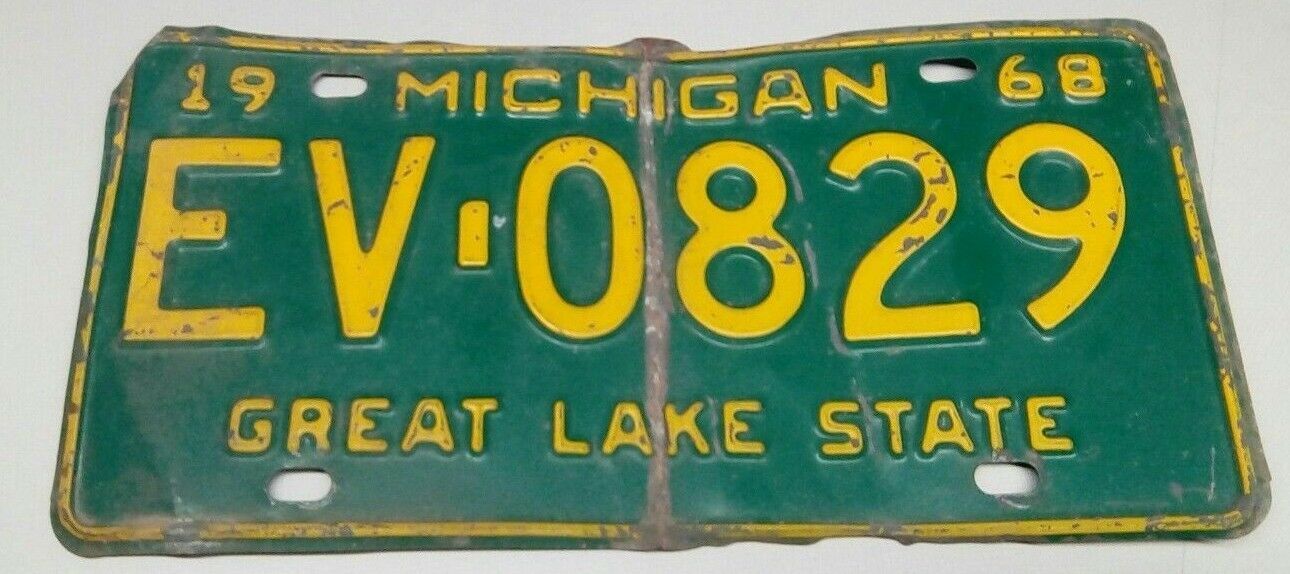 19 MICHIGAN 68
EV-0829
GREAT LAKE STATE